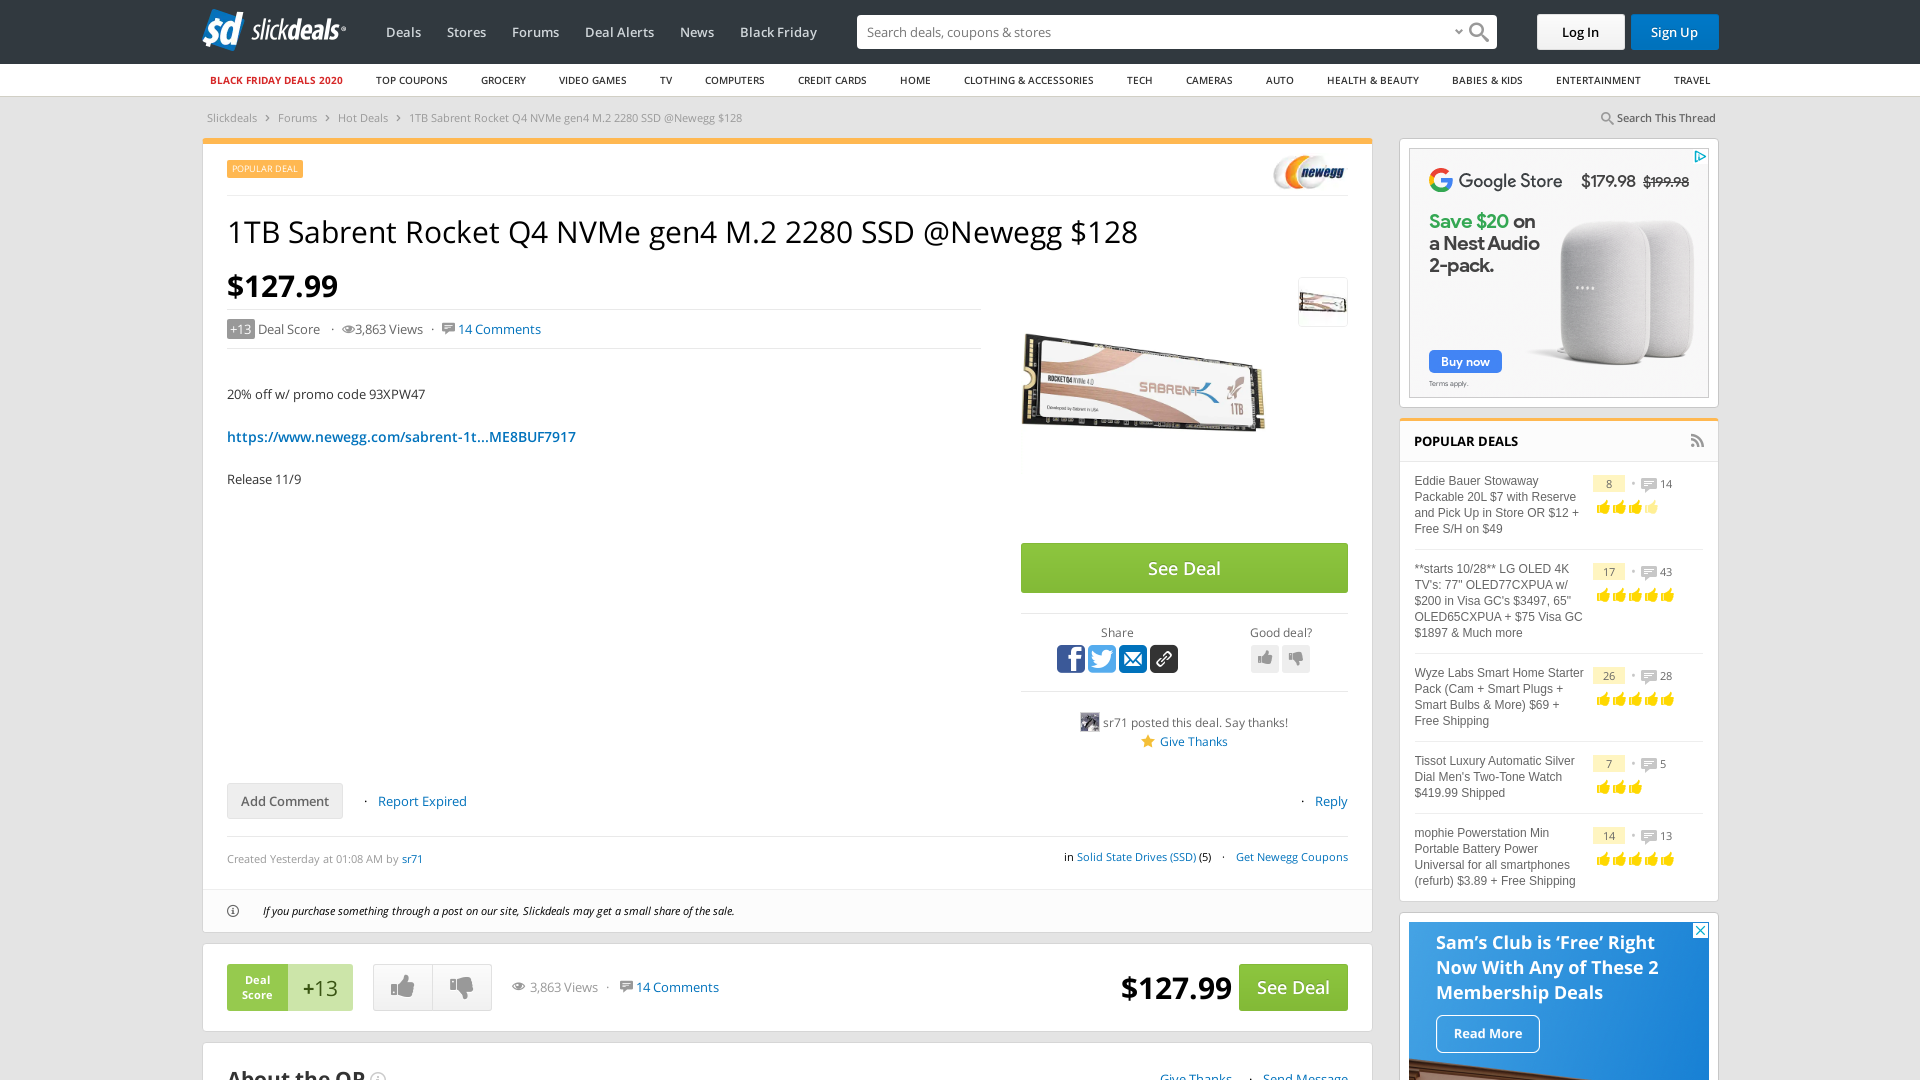 sd slickdeals
Deals Stores Forums Deal Alerts News Black Friday
Search deals, coupons & shops
Log In
Sign Up
BLACK FRIDAY DEALS 2020 TOP COUPONS GROCERY VIDEO GAMES TV COMPUTERS CREDIT CARDS HOME CLOTHING & ACCESSORIES TECH CAMERAS AUTO HEALTH & BEAUTY BABIES & KIDS ENTERTAINMENT TRAVEL
Slickdeals › Forums › Hot Deals › 1TB Sabrent Rocket Q4 NVMe gen4 M.2 2280 SSD @Newegg $128
Search This Thread
POPULAR DEAL
newegg
1TB Sabrent Rocket Q4 NVMe gen4 M.2 2280 SSD @Newegg $128
$127.99
+13 Deal Score · 3,863 Views · 14 Comments
20% off w/ promo code 93XPW47
https://www.newegg.com/sabrent-1t...ME8BUF7917
Release 11/9
ROCKETQ4 NVMe 4.0
SABRENT
1TB
See Deal
Share
Good deal?
sr71 posted this deal. Say thanks!
Give Thanks
Add Comment
· Report Expired
· Reply
Created Yesterday at 01:08 AM by sr71
in Solid State Drives (SSD) (5) · Get Newegg Coupons
If you purchase something through a post on our site, Slickdeals may get a small share of the sale.
Deal Score
+13
3,863 Views · 14 Comments
$127.99
See Deal
About the OP
Give Thanks · Send Message
Google Store $179.98 $199.98
Save $20 on
a Nest Audio
2-pack.
Buy now
Terms apply.
POPULAR DEALS
Eddie Bauer Stowaway
Packable 20L $7 with Reserve
and Pick Up in Store OR $12 +
Free S/H on $49
8 • 14
**starts 10/28** LG OLED 4K
TV's: 77" OLED77CXPUA w/
$200 in Visa GC's $3497, 65"
OLED65CXPUA + $75 Visa GC
$1897 & Much more
17 • 43
Wyze Labs Smart Home Starter
Pack (Cam + Smart Plugs +
Smart Bulbs & More) $69 +
Free Shipping
26 • 28
Tissot Luxury Automatic Silver
Dial Men's Two-Tone Watch
$419.99 Shipped
7 • 5
mophie Powerstation Min
Portable Battery Power
Universal for all smartphones
(refurb) $3.89 + Free Shipping
14 • 13
Sam's Club is ‘Free’ Right
Now With Any of These 2
Membership Deals
Read More